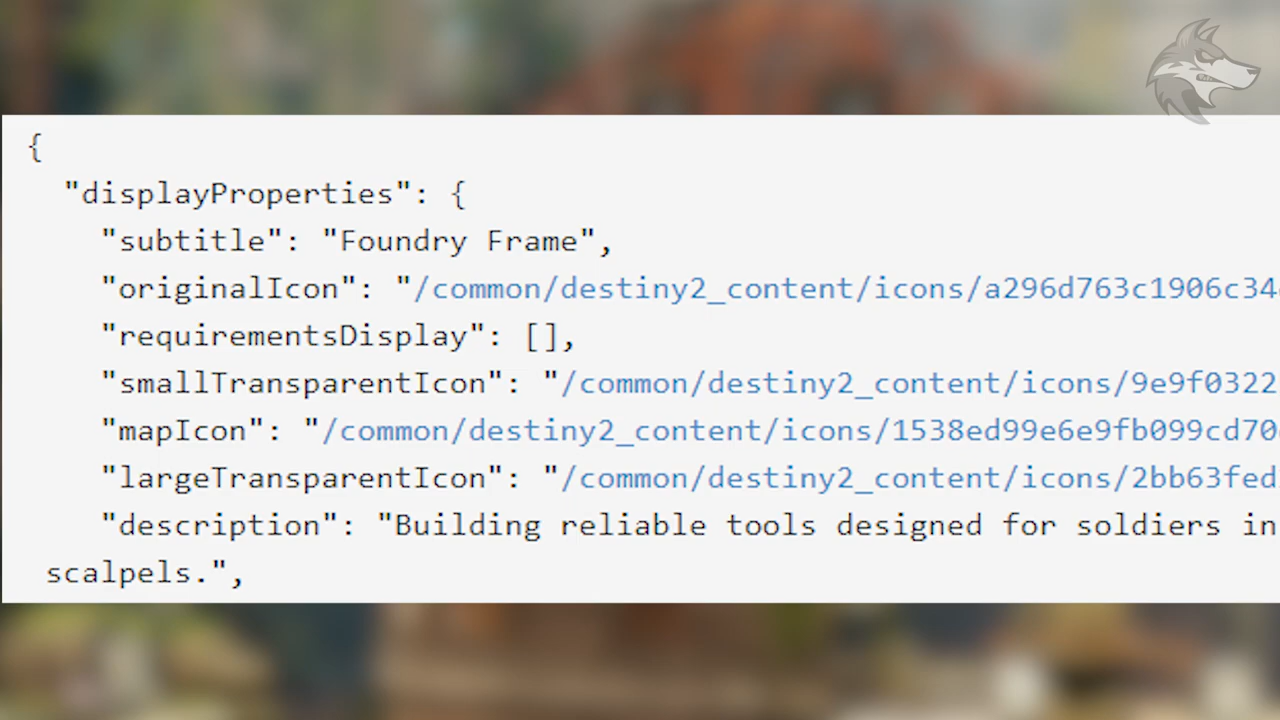 {
"displayProperties": {
"subtitle": "Foundry Frame",
"originalIcon": "/common/destiny2_content/icons/a296d763c1906c34
"requirementsDisplay": [],
"smallTransparentIcon": "/common/destiny2_content/icons/9e9f0322
"mapIcon": "/common/destiny2_content/icons/1538ed99e6e9fb099cd70
"largeTransparentIcon": "/common/destiny2_content/icons/2bb63fed
"description": "Building reliable tools designed for soldiers in
scalpels.",